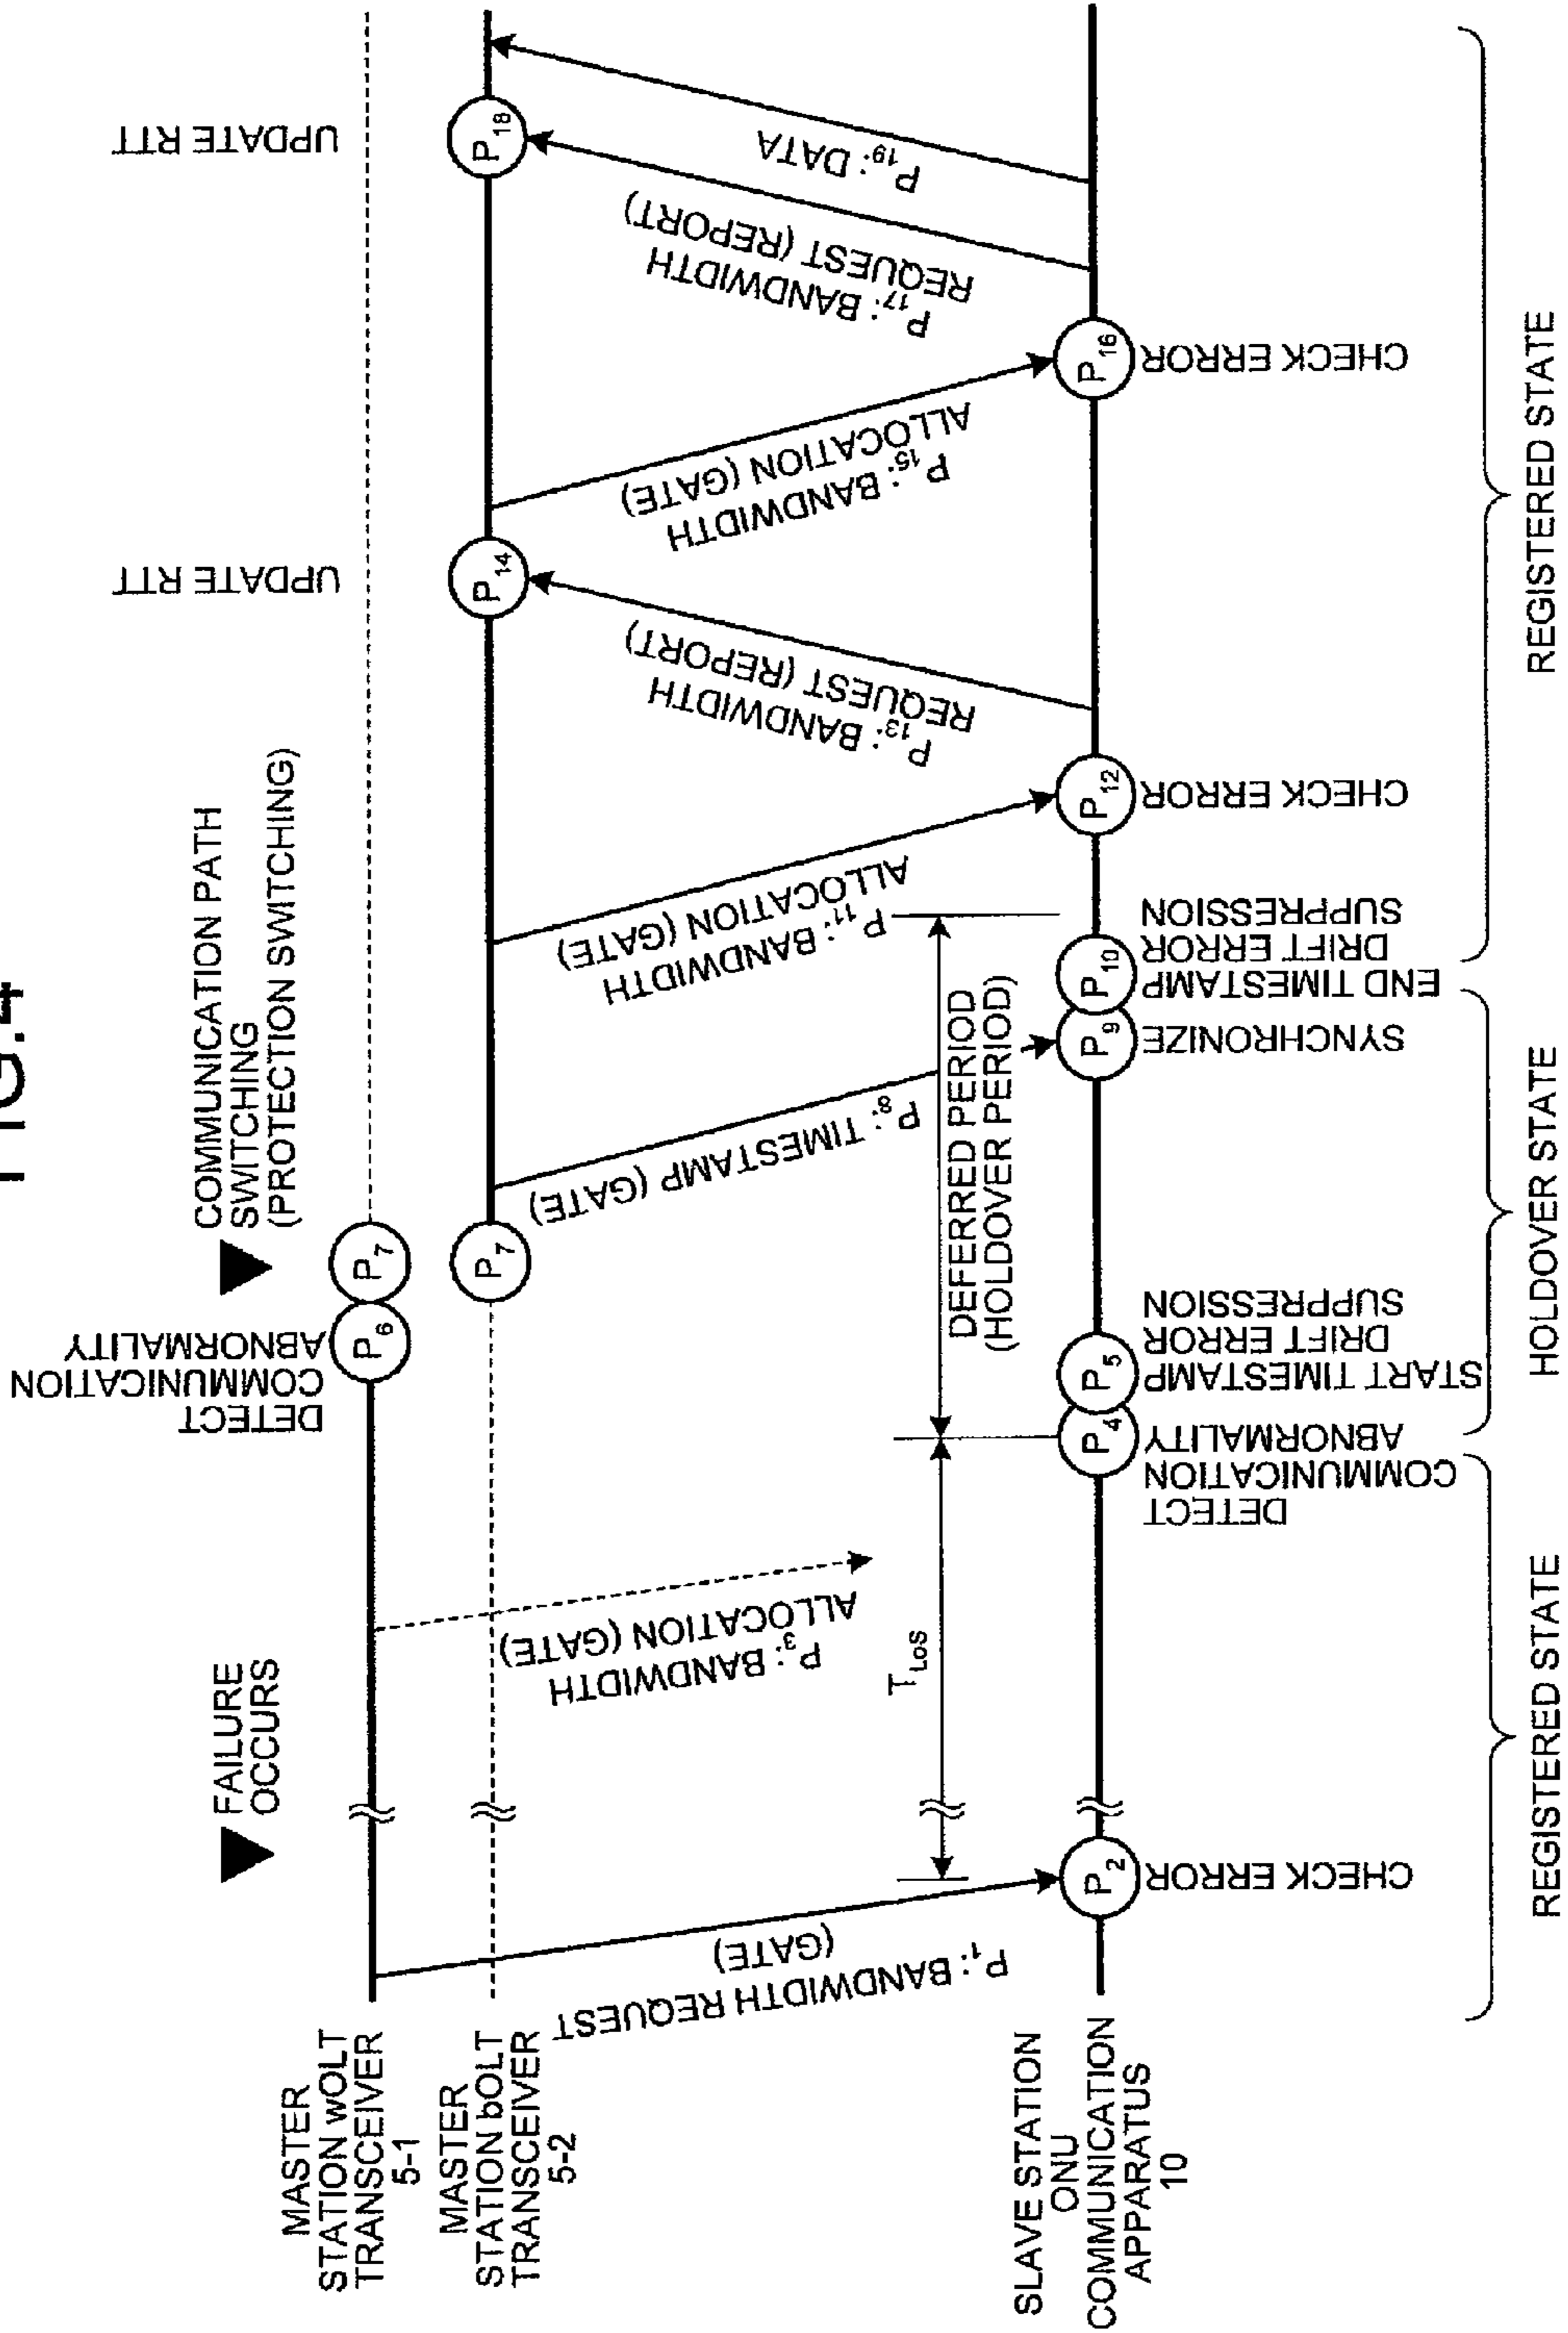 FIG.4
MASTER
STATION wOLT
TRANSCEIVER
5-1
MASTER
STATION bOLT
TRANSCEIVER
5-2
SLAVE STATION
ONU
COMMUNICATION
APPARATUS
10
FAILURE
OCCURS
DETECT
COMMUNICATION
ABNORMALITY
COMMUNICATION PATH
SWITCHING
(PROTECTION SWITCHING)
UPDATE RTT
UPDATE RTT
P6
P7
P7
P14
P18
P1: BANDWIDTH REQUEST
(GATE)
P3: BANDWIDTH
ALLOCATION (GATE)
P8: TIMESTAMP (GATE)
P11: BANDWIDTH
ALLOCATION (GATE)
P13: BANDWIDTH
REQUEST (REPORT)
P15: BANDWIDTH
ALLOCATION (GATE)
P17: BANDWIDTH
REQUEST (REPORT)
P19: DATA
TLoS
DEFERRED PERIOD
(HOLDOVER PERIOD)
P2
P4
P5
P9
P10
P12
P16
CHECK ERROR
DETECT
COMMUNICATION
ABNORMALITY
START TIMESTAMP
DRIFT ERROR
SUPPRESSION
SYNCHRONIZE
END TIMESTAMP
DRIFT ERROR
SUPPRESSION
CHECK ERROR
CHECK ERROR
REGISTERED STATE
HOLDOVER STATE
REGISTERED STATE